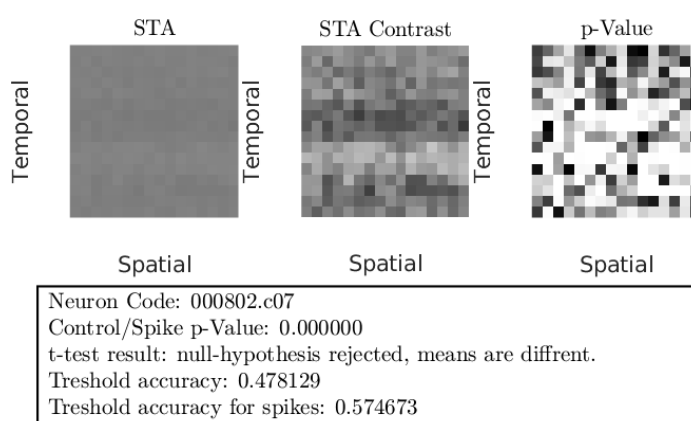 STA
STA Contrast
p-Value
Temporal
Temporal
Temporal
Spatial
Spatial
Spatial
Neuron Code: 000802.c07
Control/Spike p-Value: 0.000000
t-test result: null-hypothesis rejected, means are diffrent.
Treshold accuracy: 0.478129
Treshold accuracy for spikes: 0.574673